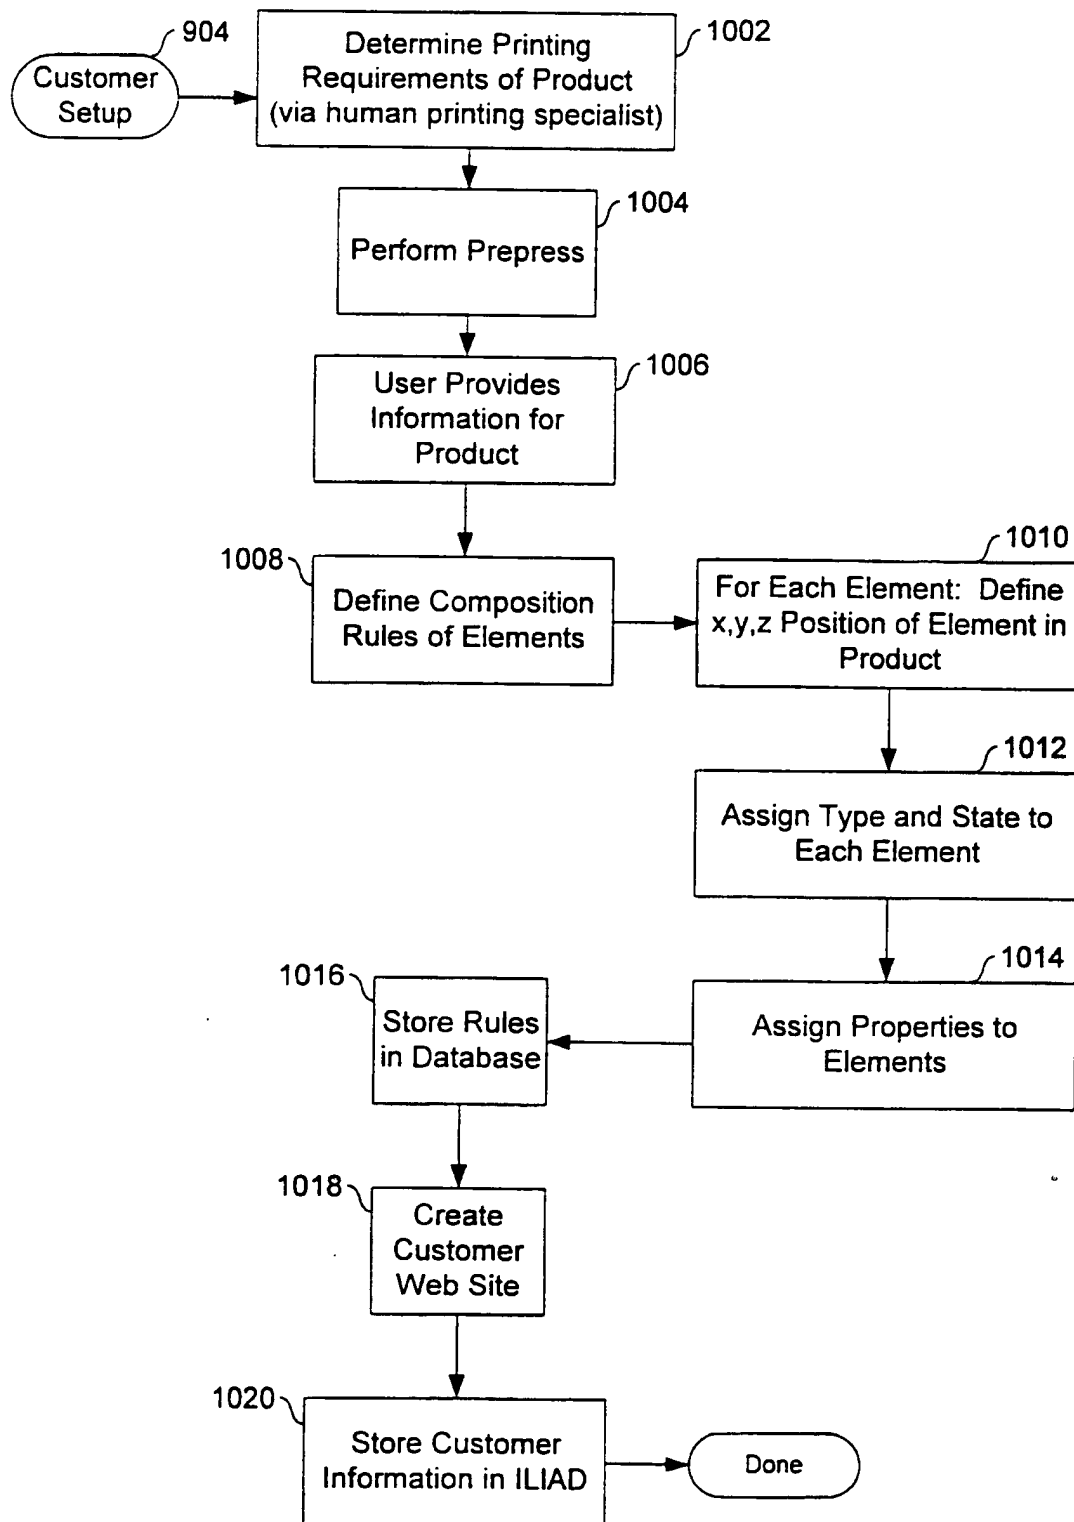 904
Customer
Setup
1002
Determine Printing
Requirements of Product
(via human printing specialist)
1004
Perform Prepress
1006
User Provides
Information for
Product
1008
Define Composition
Rules of Elements
1010
For Each Element: Define
x,y,z Position of Element in
Product
1012
Assign Type and State to
Each Element
1014
Assign Properties to
Elements
1016
Store Rules
in Database
1018
Create
Customer
Web Site
1020
Store Customer
Information in ILIAD
Done